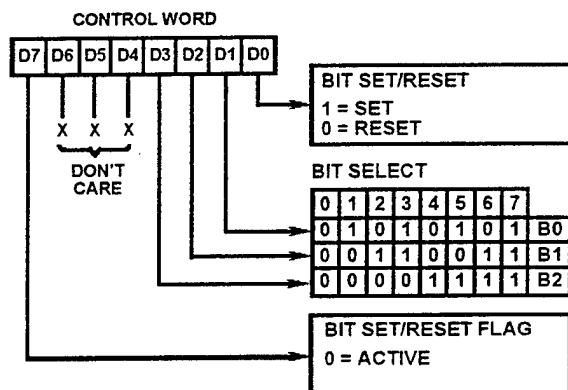 CONTROL WORD
D7 D6 D5 D4 D3 D2 D1 D0
BIT SET/RESET
1 = SET
0 = RESET
X X X
DON'T
CARE
BIT SELECT
0 1 2 3 4 5 6 7
0 1 0 1 0 1 0 1 B0
0 0 1 1 0 0 1 1 B1
0 0 0 0 1 1 1 1 B2
BIT SET/RESET FLAG
0 = ACTIVE